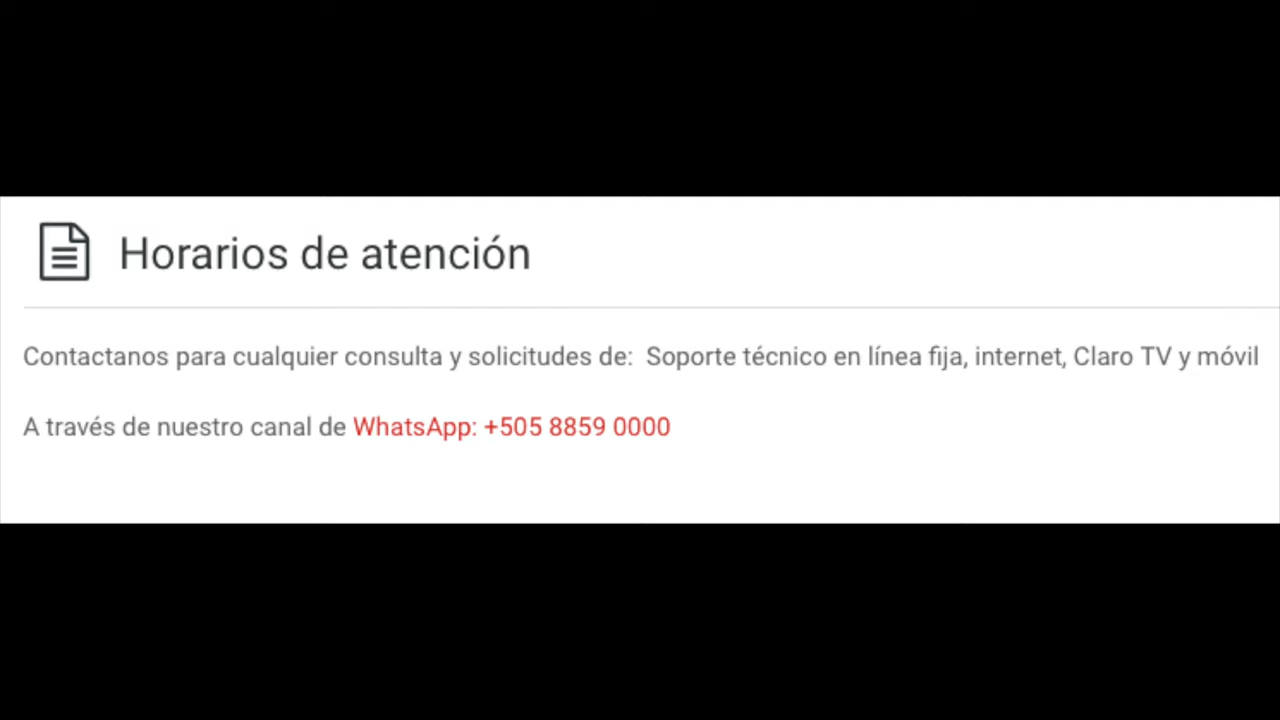 Horarios de atención
Contactanos para cualquier consulta y solicitudes de:  Soporte técnico en línea fija, internet, Claro TV y móvil
A través de nuestro canal de WhatsApp: +505 8859 0000